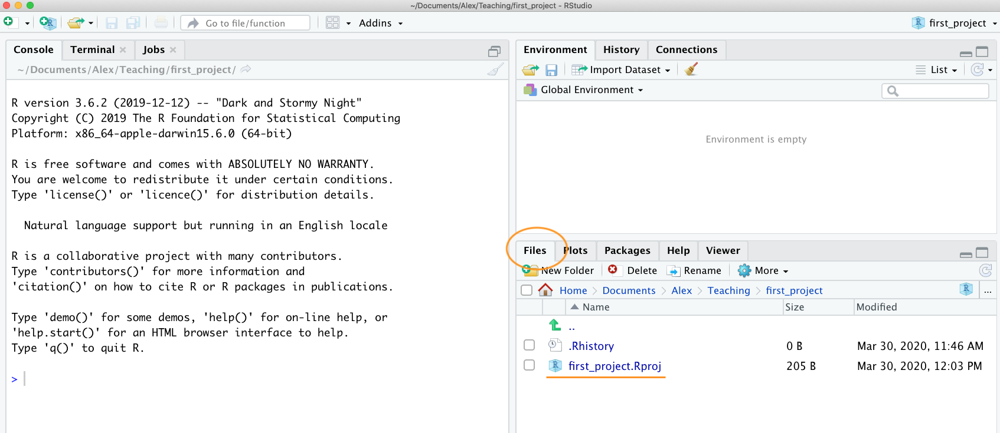 ~/Documents/Alex/Teaching/first_project - RStudio
Go to file/function
Addins
first_project
Console Terminal Jobs
~/Documents/Alex/Teaching/first_project/
R version 3.6.2 (2019-12-12) -- "Dark and Stormy Night"
Copyright (C) 2019 The R Foundation for Statistical Computing
Platform: x86_64-apple-darwin15.6.0 (64-bit)
R is free software and comes with ABSOLUTELY NO WARRANTY.
You are welcome to redistribute it under certain conditions.
Type 'license()' or 'licence()' for distribution details.
Natural language support but running in an English locale
R is a collaborative project with many contributors.
Type 'contributors()' for more information and
'citation()' on how to cite R or R packages in publications.
Type 'demo()' for some demos, 'help()' for on-line help, or
'help.start()' for an HTML browser interface to help.
Type 'q()' to quit R.
>
Environment History Connections
Import Dataset List
Global Environment
Environment is empty
Files Plots Packages Help Viewer
New Folder Delete Rename More
Home Documents Alex Teaching first_project R ...
Name Size Modified
..
.Rhistory 0 B Mar 30, 2020, 11:46 AM
R first_project.Rproj 205 B Mar 30, 2020, 12:03 PM